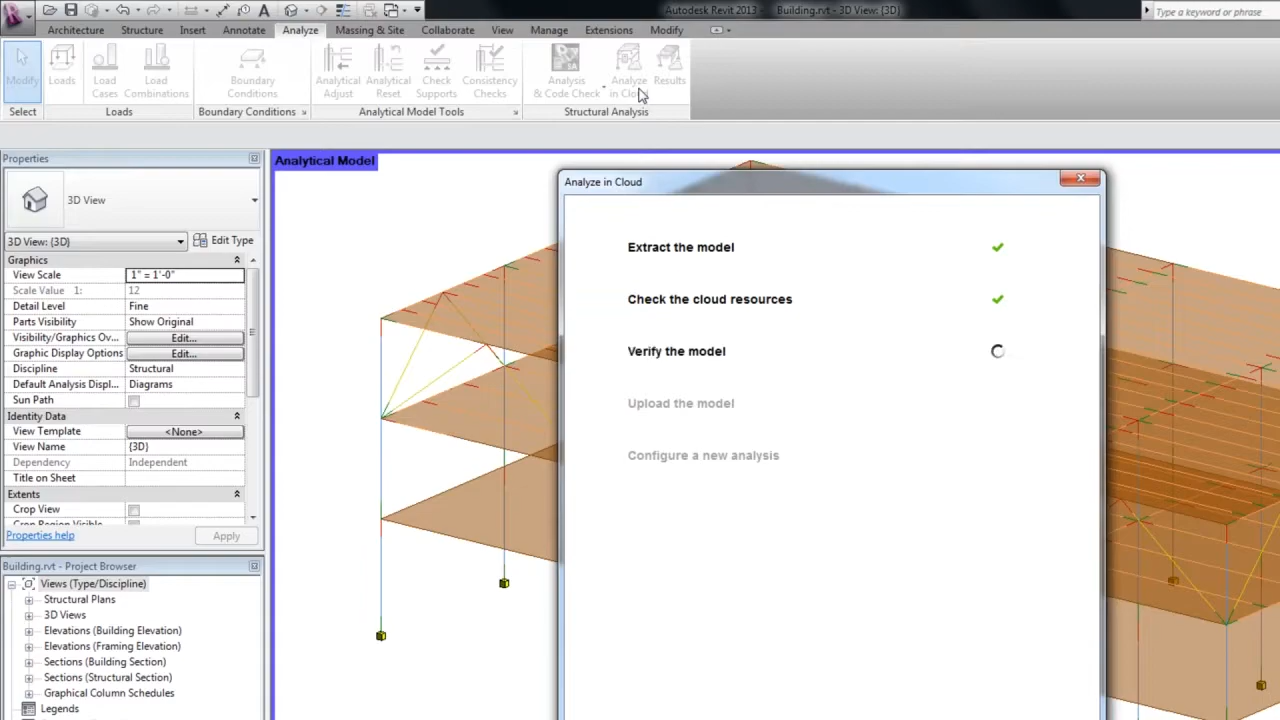 Autodesk Revit 2013 - Building.rvt - 3D View: {3D}
Type a keyword or phrase
Architecture Structure Insert Annotate Analyze Massing & Site Collaborate View Manage Extensions Modify
Modify
Loads
Load Cases
Load Combinations
Boundary Conditions
Analytical Adjust
Analytical Reset
Check Supports
Consistency Checks
Analysis & Code Check
Analyze in Cloud
Results
Select
Loads
Boundary Conditions
Analytical Model Tools
Structural Analysis
Properties
3D View
3D View: {3D}
Edit Type
Graphics
View Scale 1" = 1'-0"
Scale Value 1: 12
Detail Level Fine
Parts Visibility Show Original
Visibility/Graphics Ov... Edit...
Graphic Display Options Edit...
Discipline Structural
Default Analysis Displ... Diagrams
Sun Path
Identity Data
View Template <None>
View Name {3D}
Dependency Independent
Title on Sheet
Extents
Crop View
Crop Region Visible
Properties help
Apply
Building.rvt - Project Browser
Views (Type/Discipline)
Structural Plans
3D Views
Elevations (Building Elevation)
Elevations (Framing Elevation)
Sections (Building Section)
Sections (Structural Section)
Graphical Column Schedules
Legends
Analytical Model
Analyze in Cloud
Extract the model
Check the cloud resources
Verify the model
Upload the model
Configure a new analysis